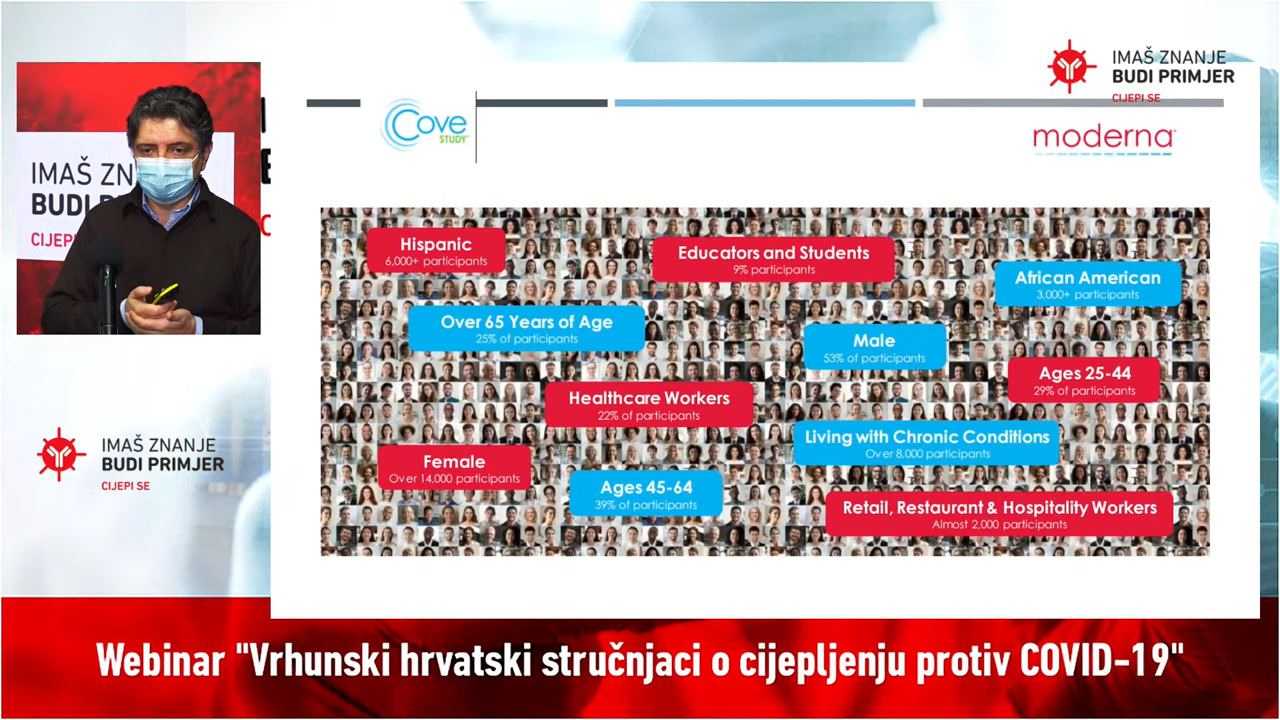 IMAŠ ZNANJE
BUDI PRIMJER
CIJEPI SE
Cove
STUDY
moderna
IMAŠ ZN
BUDI
CIJEP
Hispanic
6,000+ participants
Educators and Students
9% participants
African American
3,000+ participants
Over 65 Years of Age
25% of participants
Male
53% of participants
Ages 25-44
29% of participants
Healthcare Workers
22% of participants
Living with Chronic Conditions
Over 8,000 participants
Female
Over 14,000 participants
Ages 45-64
39% of participants
Retail, Restaurant & Hospitality Workers
Almost 2,000 participants
IMAŠ ZNANJE
BUDI PRIMJER
CIJEPI SE
Webinar "Vrhunski hrvatski stručnjaci o cijepljenju protiv COVID-19"